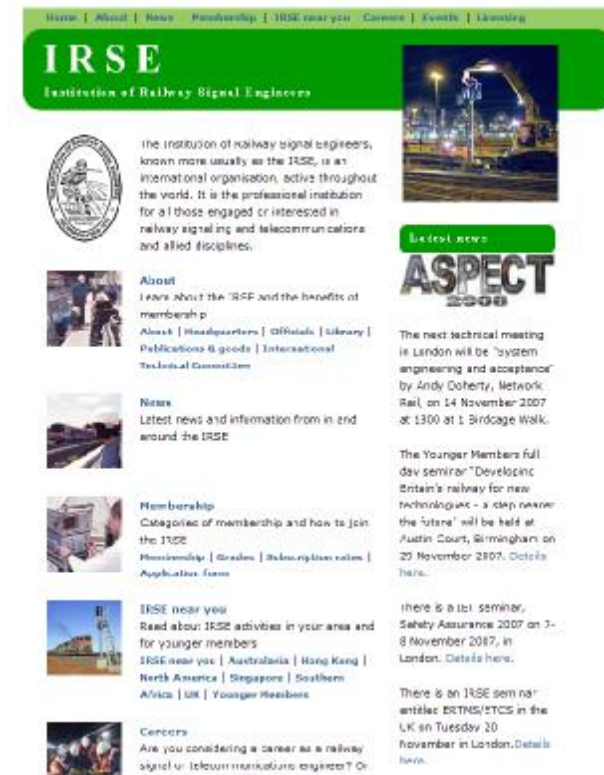 Home | About | News | Membership | IRSE near you | Careers | Events | Licensing
IRSE
Institution of Railway Signal Engineers
The Institution of Railway Signal Engineers,
known more usually as the IRSE, is an
international organisation, active throughout
the world. It is the professional institution
for all those engaged or interested in
railway signalling and telecommunications
and allied disciplines.
About
Learn about the IRSE and the benefits of
membership
About | Headquarters | Officials | Library |
Publications & goods | International
Technical Committee
News
Latest news and information from in and
around the IRSE
Membership
Categories of membership and how to join
the IRSE
Membership | Grades | Subscription rates |
Application form
IRSE near you
Read about IRSE activities in your area and
for younger members
IRSE near you | Australasia | Hong Kong |
North America | Singapore | Southern
Africa | UK | Younger Members
Careers
Are you considering a career as a railway
signal or telecommunications engineer? Or
Latest news
ASPECT
The next technical meeting
in London will be "System
engineering and acceptance"
by Andy Doherty, Network
Rail, on 14 November 2007
at 1800 at 1 Birdcage Walk.
The Younger Members full
day seminar "Developing
Britain's railway for new
technologies - a step nearer
the future" will be held at
Austin Court, Birmingham on
29 November 2007. Details
here.
There is a IET seminar,
Safety Assurance 2007 on 7-
8 November 2007, in
London. Details here.
There is an IRSE seminar
entitled ERTMS/ETCS in the
UK on Tuesday 20
November in London. Details
here.